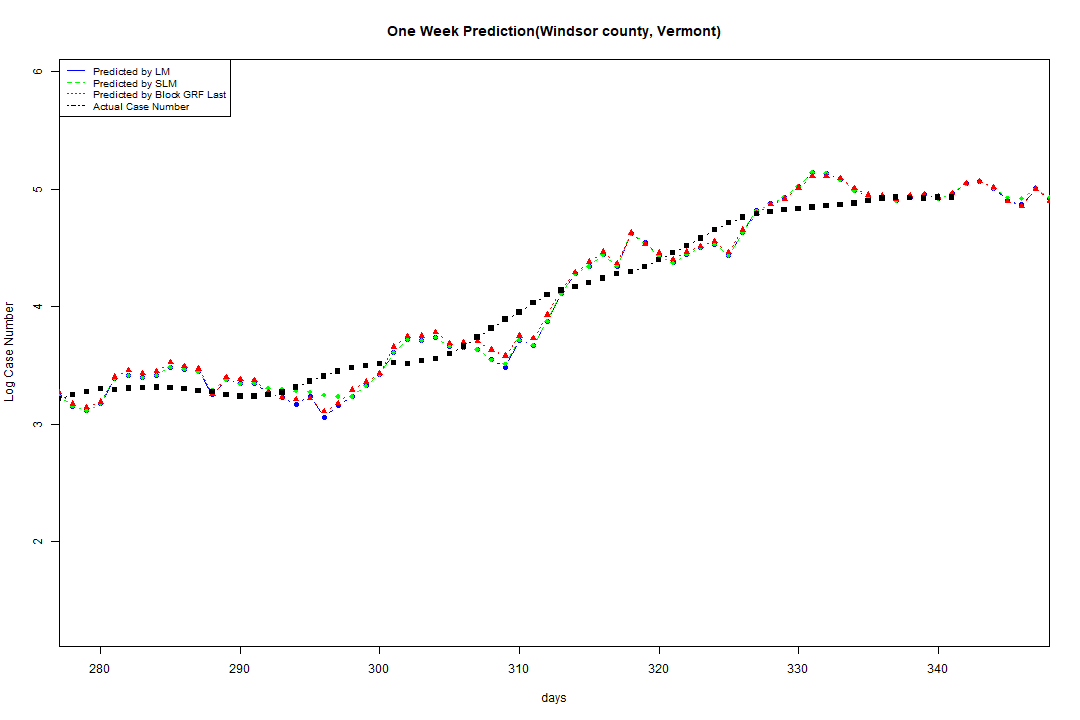 One Week Prediction(Windsor county, Vermont)
Predicted by LM
Predicted by SLM
Predicted by Block GRF Last
Actual Case Number
6
5
4
3
2
Log Case Number
280 290 300 310 320 330 340
days